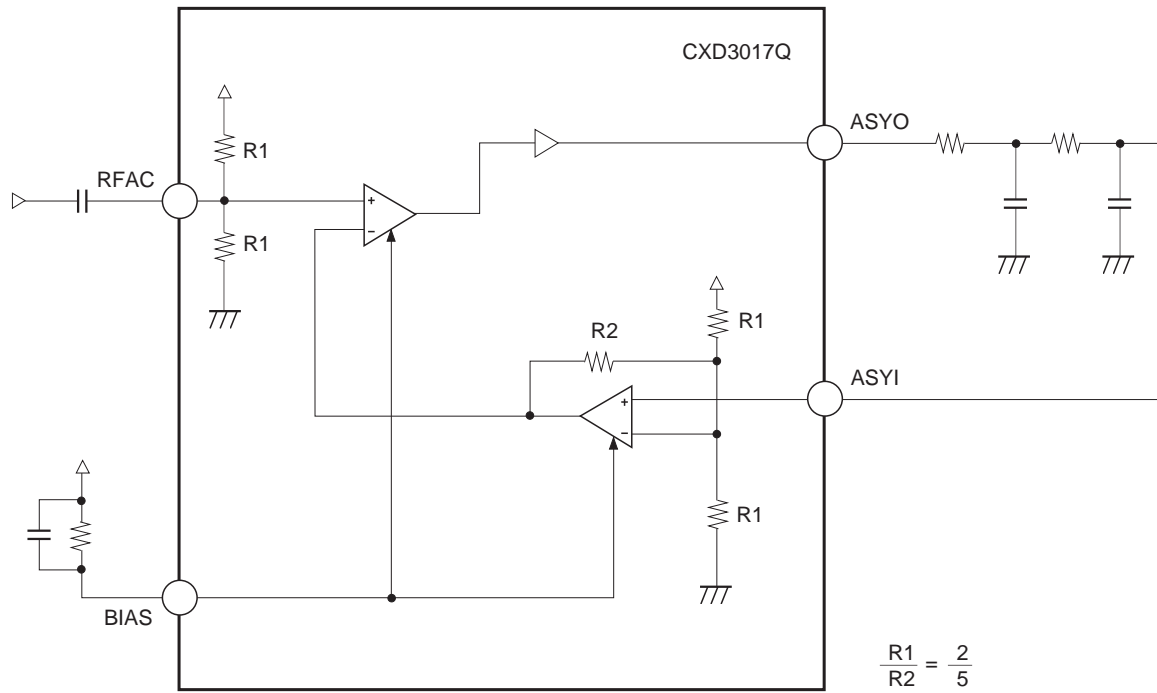 CXD3017Q
ASYO
R1
RFAC
+
−
R1
R1
R2
ASYI
+
−
R1
BIAS
R1/R2 = 2/5